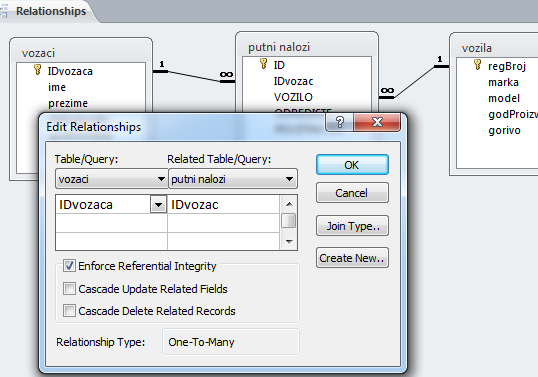 Relationships
vozaci
IDvozaca
ime
prezime
1
∞
putni nalozi
ID
IDvozac
VOZILO
∞
1
vozila
regBroj
marka
model
godProizv
gorivo
Edit Relationships
Table/Query:
Related Table/Query:
vozaci
putni nalozi
IDvozaca
IDvozac
Enforce Referential Integrity
Cascade Update Related Fields
Cascade Delete Related Records
Relationship Type:
One-To-Many
OK
Cancel
Join Type..
Create New..